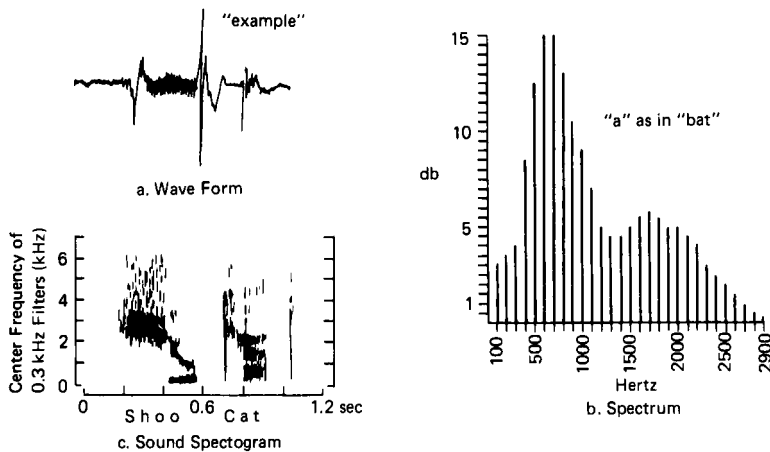 "example"
a. Wave Form
Center Frequency of
0.3 kHz Filters (kHz)
6
4
2
0
0
0.6
1.2 sec
Shoo Cat
c. Sound Spectogram
15
10
db
5
1
"a" as in "bat"
100
500
1000
1500
2000
2500
2900
Hertz
b. Spectrum